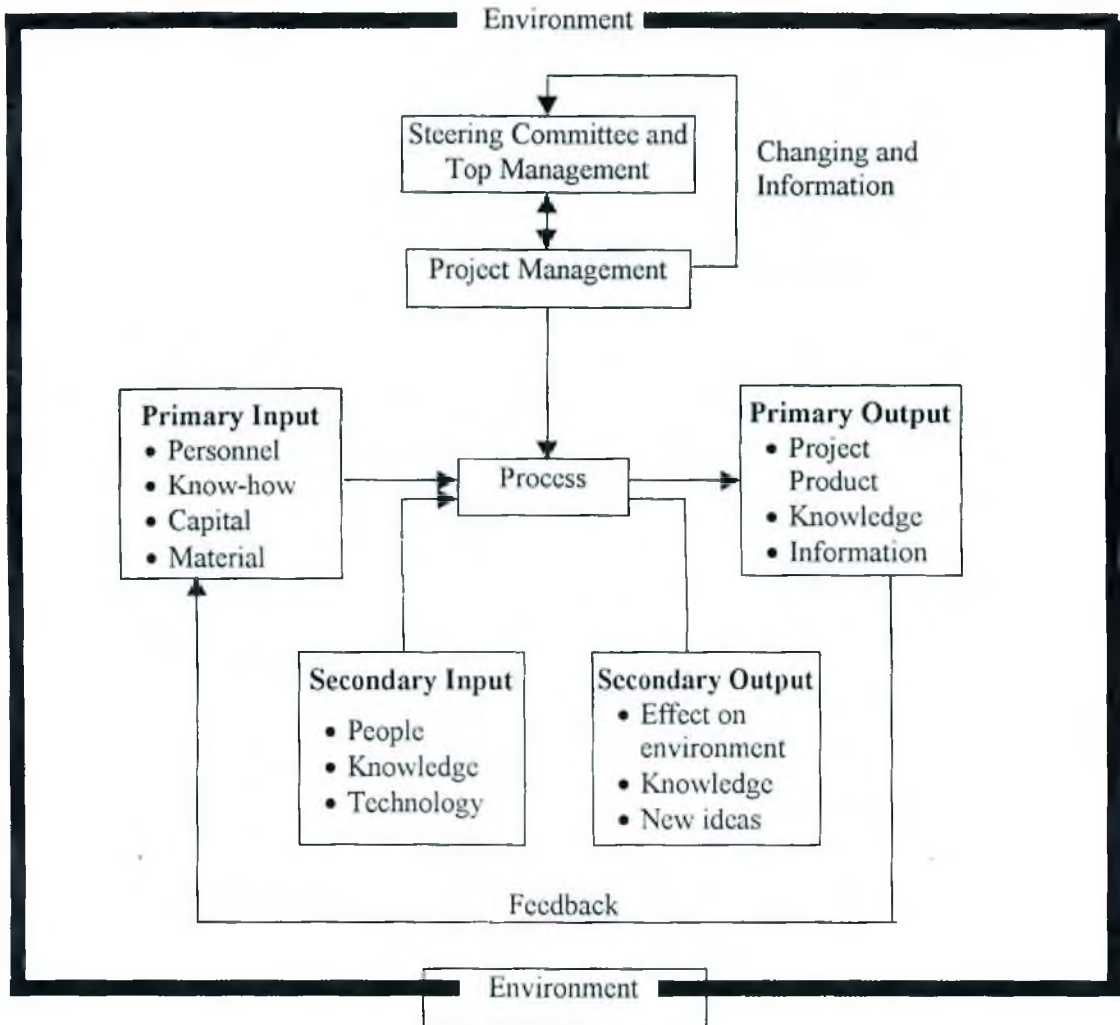 Environment
Steering Committee and
Top Management
Changing and
Information
Project Management
Primary Input
• Personnel
• Know-how
• Capital
• Material
Process
Primary Output
• Project
Product
• Knowledge
• Information
Secondary Input
• People
• Knowledge
• Technology
Secondary Output
• Effect on
environment
• Knowledge
• New ideas
Feedback
Environment